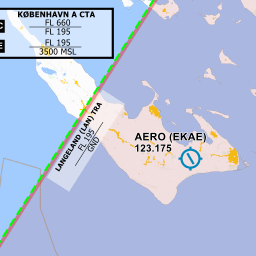 KØBENHAVN A CTA
C
FL 660
FL 195
E
FL 195
3500 MSL
LANGELAND (LAN) TRA
FL 195
GND
AERO (EKAE)
123.175